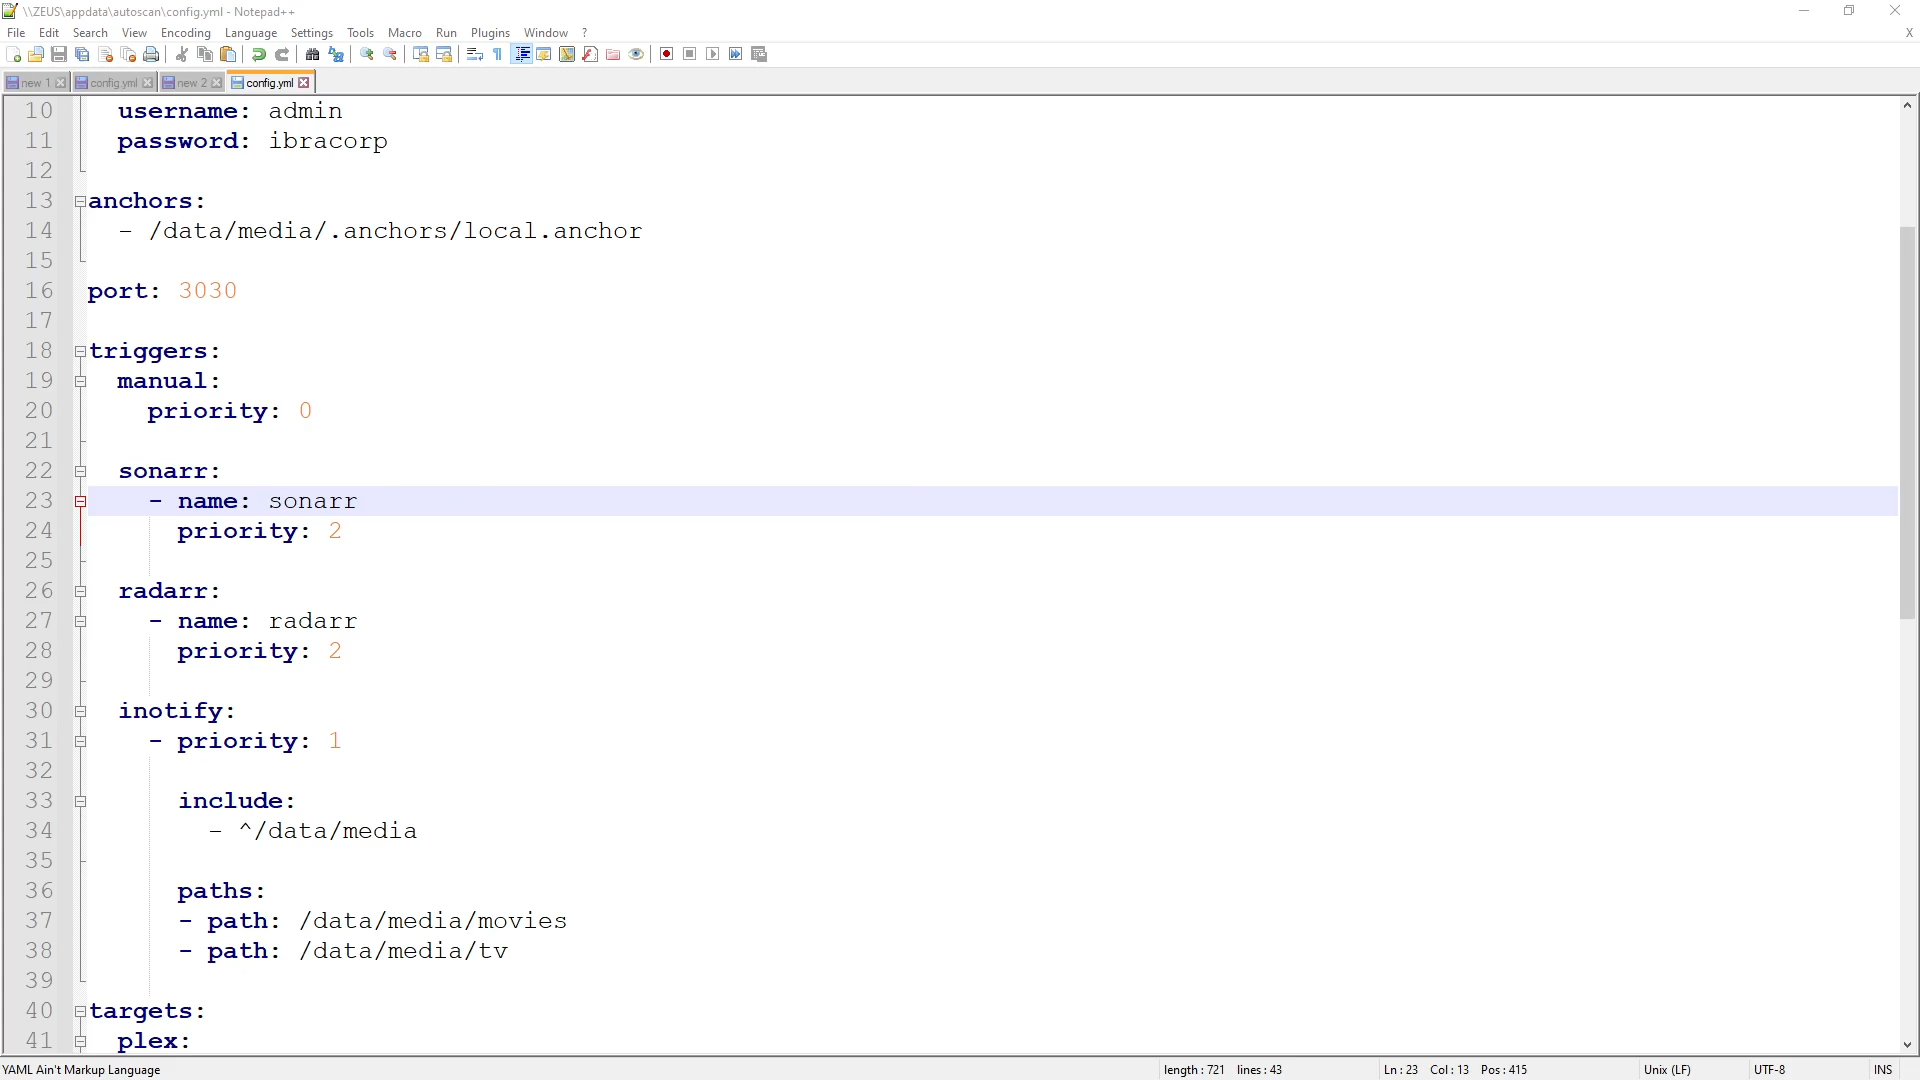 \\ZEUS\appdata\autoscan\config.yml - Notepad++
File Edit Search View Encoding Language Settings Tools Macro Run Plugins Window ? X
new 1 config.yml new 2 config.yml
10 username: admin
11 password: ibracorp
12
13 anchors:
14 - /data/media/.anchors/local.anchor
15
16 port: 3030
17
18 triggers:
19 manual:
20 priority: 0
21
22 sonarr:
23 - name: sonarr
24 priority: 2
25
26 radarr:
27 - name: radarr
28 priority: 2
29
30 inotify:
31 - priority: 1
32
33 include:
34 - ^/data/media
35
36 paths:
37 - path: /data/media/movies
38 - path: /data/media/tv
39
40 targets:
41 plex:
YAML Ain't Markup Language length : 721 lines : 43 Ln : 23 Col : 13 Pos : 415 Unix (LF) UTF-8 INS